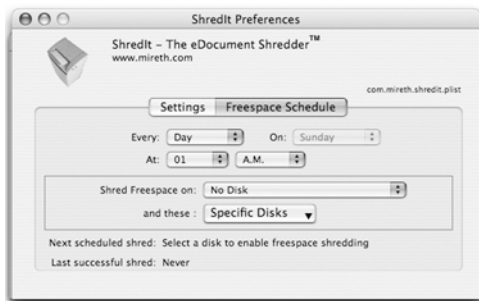 ShredIt Preferences
ShredIt – The eDocument Shredder™
www.mireth.com
com.mireth.shredit.plist
Settings Freespace Schedule
Every: Day On: Sunday
At: 01 A.M.
Shred Freespace on: No Disk
and these : Specific Disks
Next scheduled shred: Select a disk to enable freespace shredding
Last successful shred: Never